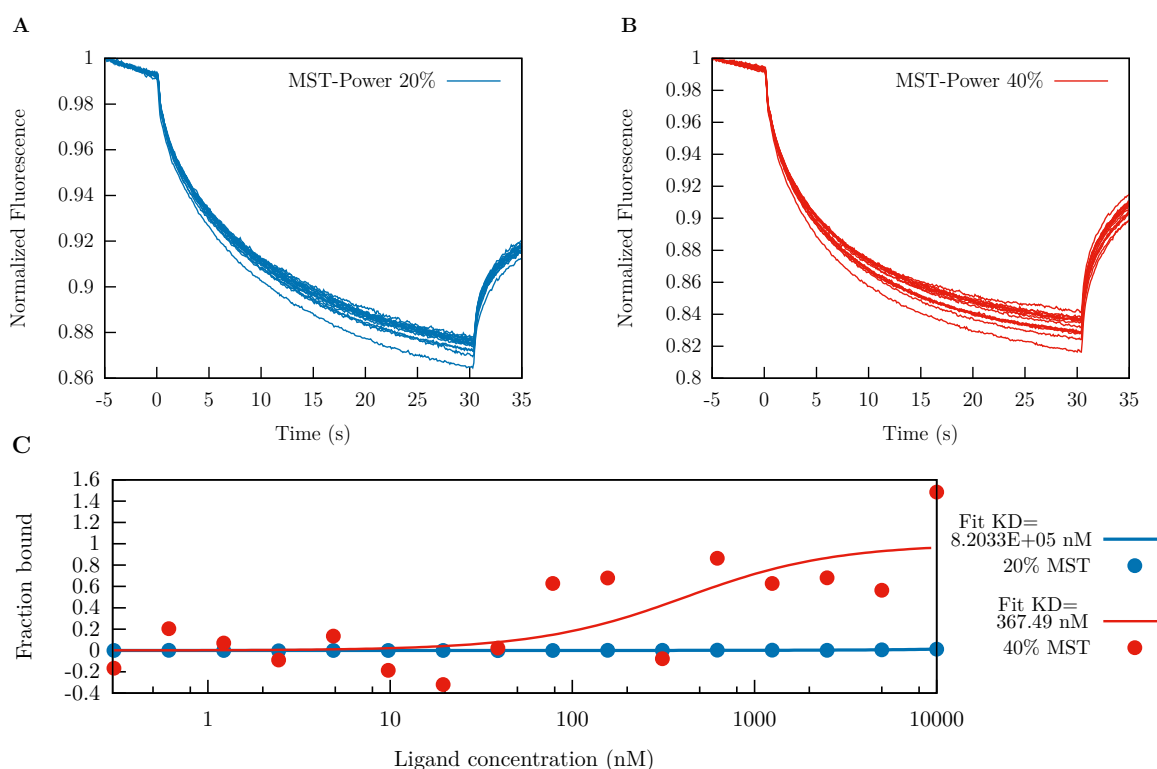 A
MST-Power 20%
1
0.98
0.96
0.94
0.92
0.9
0.88
0.86
Normalized Fluorescence
-5 0 5 10 15 20 25 30 35
Time (s)
B
MST-Power 40%
1
0.98
0.96
0.94
0.92
0.9
0.88
0.86
0.84
0.82
0.8
Normalized Fluorescence
-5 0 5 10 15 20 25 30 35
Time (s)
C
1.6
1.4
1.2
1
0.8
0.6
0.4
0.2
0
-0.2
-0.4
Fraction bound
1 10 100 1000 10000
Ligand concentration (nM)
Fit KD=
8.2033E+05 nM
20% MST
Fit KD=
367.49 nM
40% MST